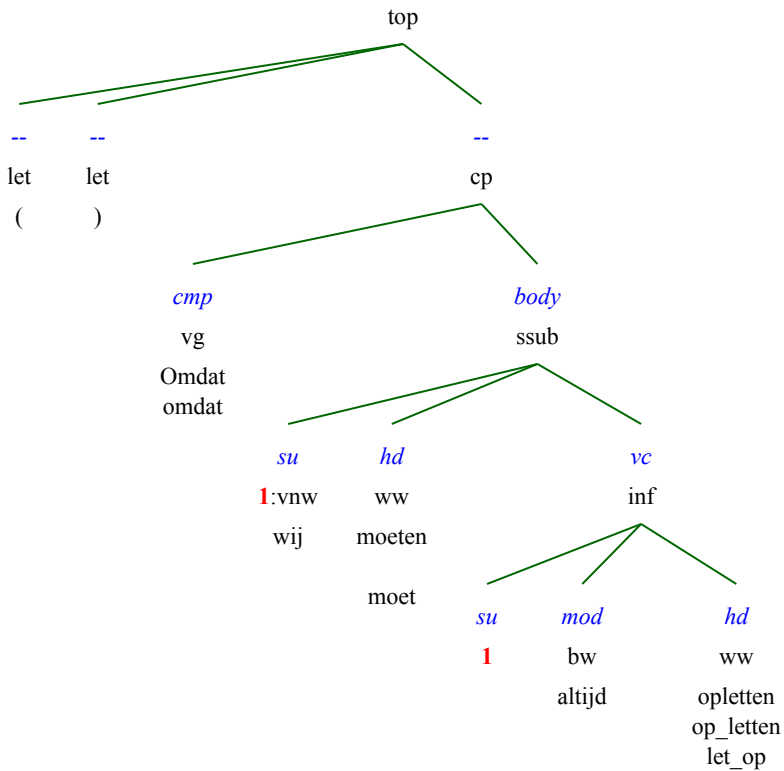 top
-- -- --
let let cp
( )
cmp body
vg ssub
Omdat
omdat
su hd vc
1:vnw ww inf
wij moeten
moet
su mod hd
1 bw ww
altijd opletten
op_letten
let_op